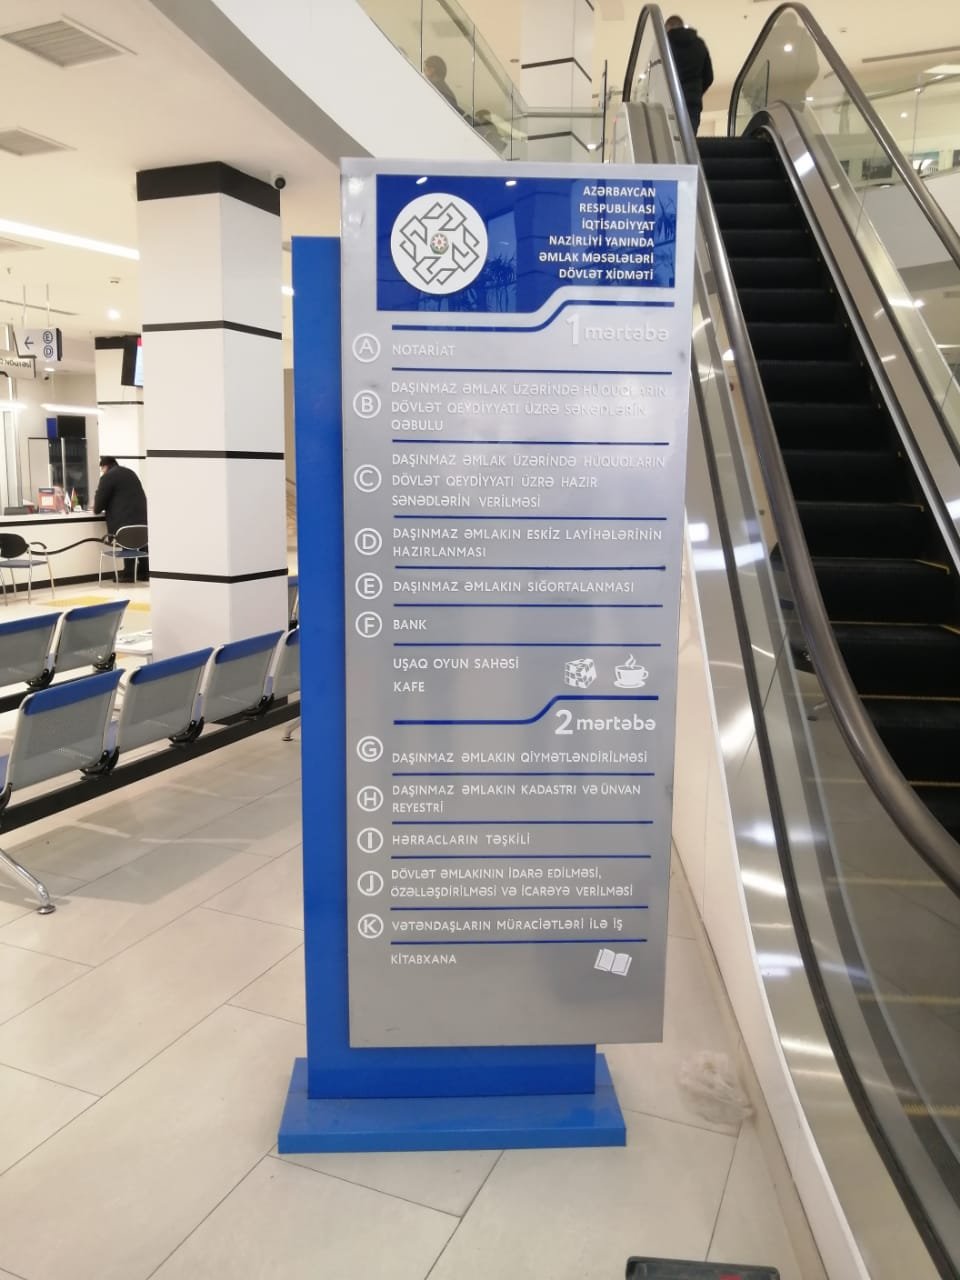 AZƏRBAYCAN
RESPUBLİKASI
İQTİSADİYYAT
NAZİRLİYİ YANINDA
ƏMLAK MƏSƏLƏLƏRİ
DÖVLƏT XİDMƏTİ
1 mərtəbə
A NOTARIAT
B DAŞINMAZ ƏMLAK ÜZƏRİNDƏ HÜQUQLARIN
DÖVLƏT QEYDİYYATI ÜZRƏ SƏNƏDLƏRİN
QƏBULU
C DAŞINMAZ ƏMLAK ÜZƏRİNDƏ HÜQUQLARIN
DÖVLƏT QEYDİYYATI ÜZRƏ HAZIR
SƏNƏDLƏRİN VERİLMƏSİ
D DAŞINMAZ ƏMLAKIN ESKİZ LAYİHƏLƏRİNİN
HAZIRLANMASI
E DAŞINMAZ ƏMLAKIN SIĞORTALANMASI
F BANK
UŞAQ OYUN SAHƏSİ
KAFE
2 mərtəbə
G DAŞINMAZ ƏMLAKIN QİYMƏTLƏNDİRİLMƏSİ
H DAŞINMAZ ƏMLAKIN KADASTRI VƏ ÜNVAN
REYESTRİ
I HƏRRACLARIN TƏŞKİLİ
J DÖVLƏT ƏMLAKININ İDARƏ EDİLMƏSİ,
ÖZƏLLƏŞDİRİLMƏSİ VƏ İCARƏYƏ VERİLMƏSİ
K VƏTƏNDAŞLARIN MÜRACİƏTLƏRİ İLƏ İŞ
KİTABXANA
E
D